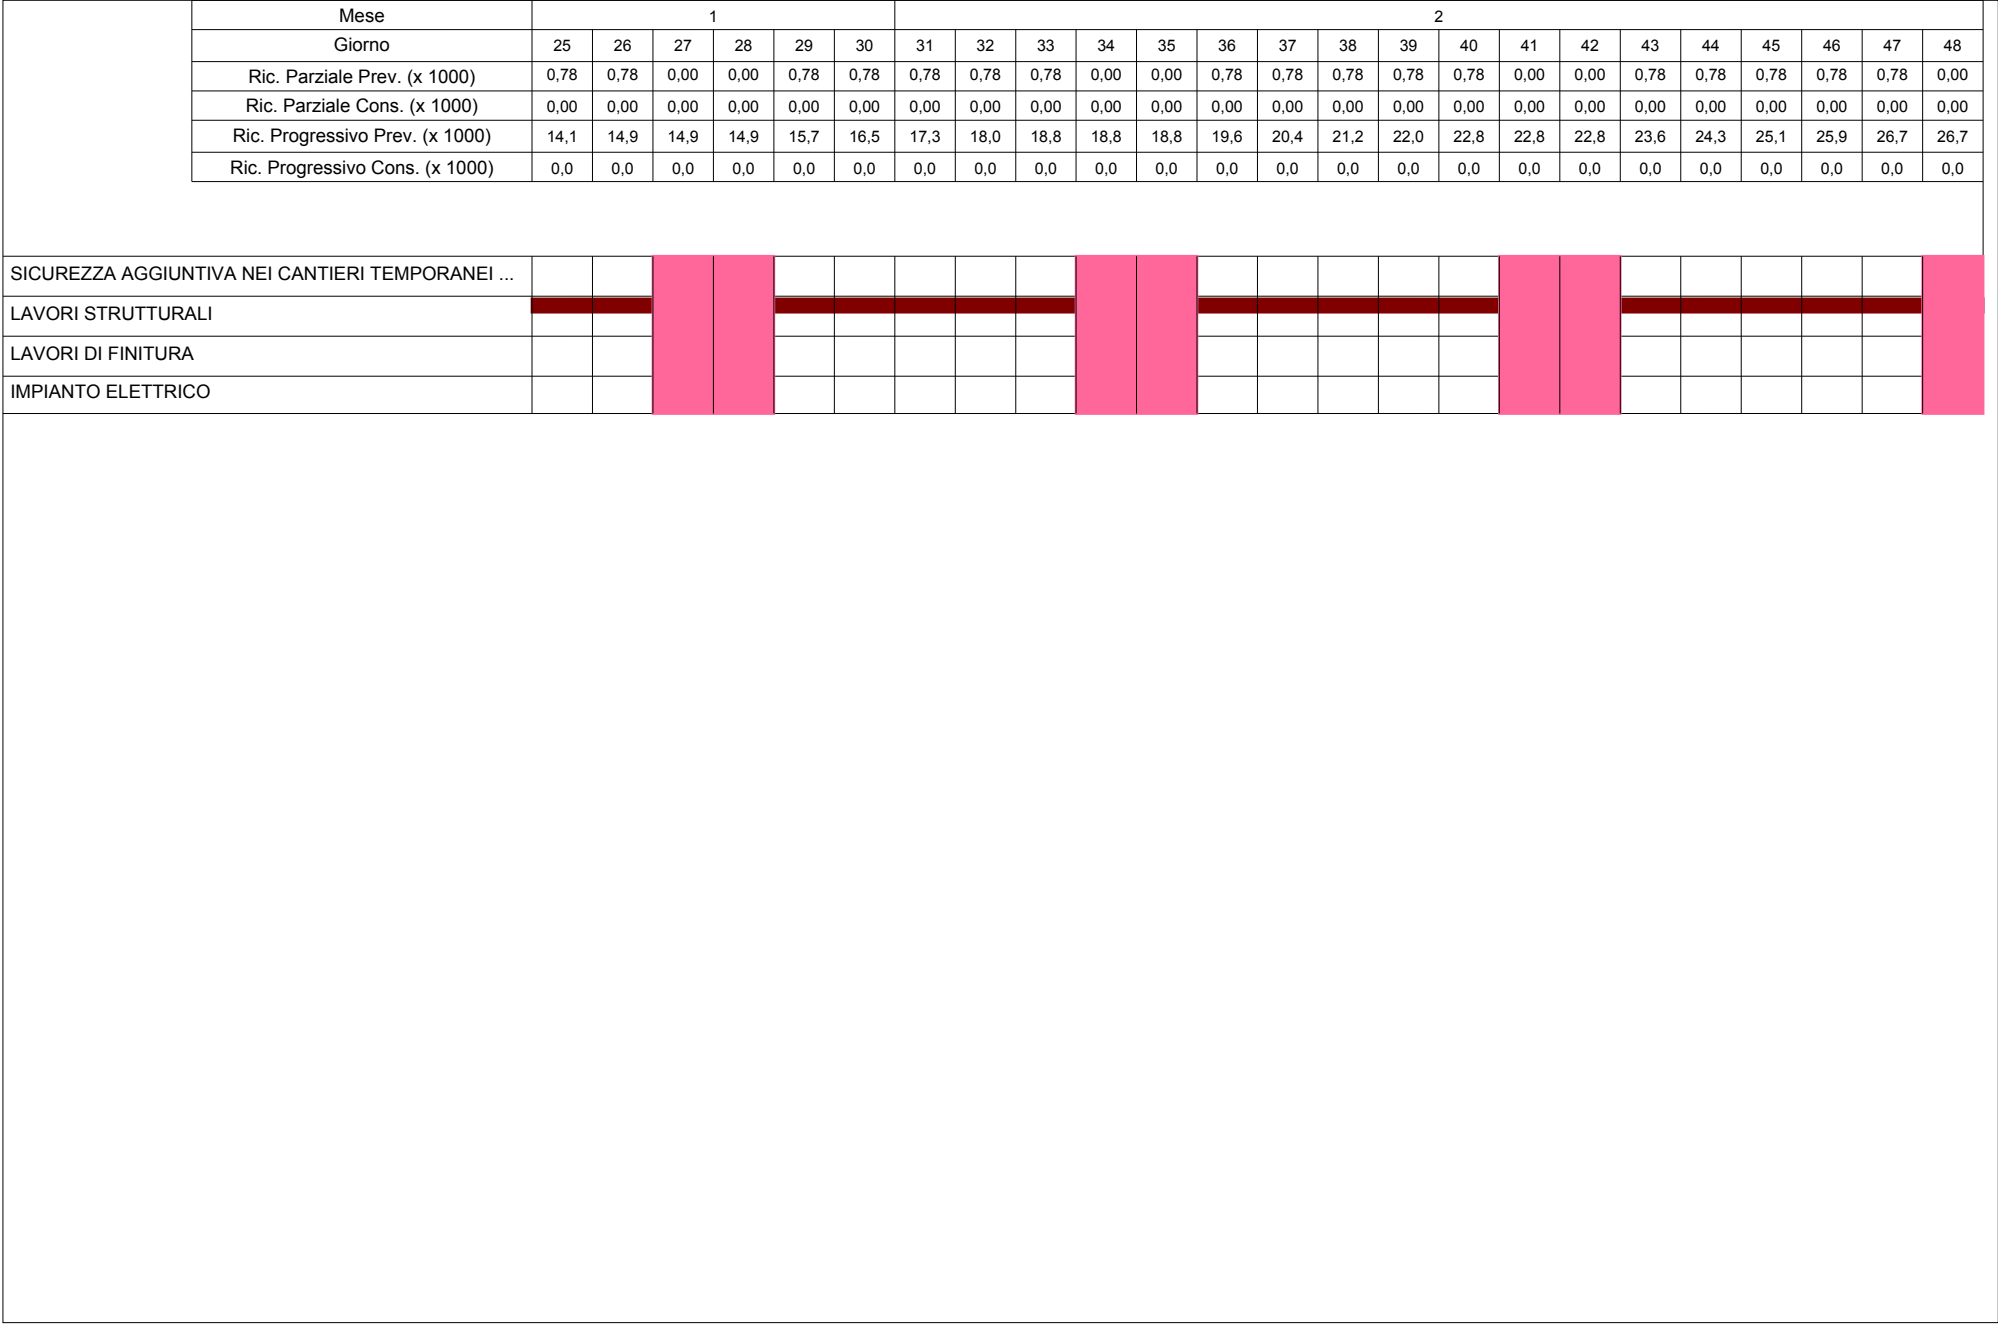 Mese 1 2
Giorno 25 26 27 28 29 30 31 32 33 34 35 36 37 38 39 40 41 42 43 44 45 46 47 48
Ric. Parziale Prev. (x 1000) 0,78 0,78 0,00 0,00 0,78 0,78 0,78 0,78 0,78 0,00 0,00 0,78 0,78 0,78 0,78 0,78 0,00 0,00 0,78 0,78 0,78 0,78 0,78 0,00
Ric. Parziale Cons. (x 1000) 0,00 0,00 0,00 0,00 0,00 0,00 0,00 0,00 0,00 0,00 0,00 0,00 0,00 0,00 0,00 0,00 0,00 0,00 0,00 0,00 0,00 0,00 0,00 0,00
Ric. Progressivo Prev. (x 1000) 14,1 14,9 14,9 14,9 15,7 16,5 17,3 18,0 18,8 18,8 18,8 19,6 20,4 21,2 22,0 22,8 22,8 22,8 23,6 24,3 25,1 25,9 26,7 26,7
Ric. Progressivo Cons. (x 1000) 0,0 0,0 0,0 0,0 0,0 0,0 0,0 0,0 0,0 0,0 0,0 0,0 0,0 0,0 0,0 0,0 0,0 0,0 0,0 0,0 0,0 0,0 0,0 0,0
SICUREZZA AGGIUNTIVA NEI CANTIERI TEMPORANEI ...
LAVORI STRUTTURALI
LAVORI DI FINITURA
IMPIANTO ELETTRICO